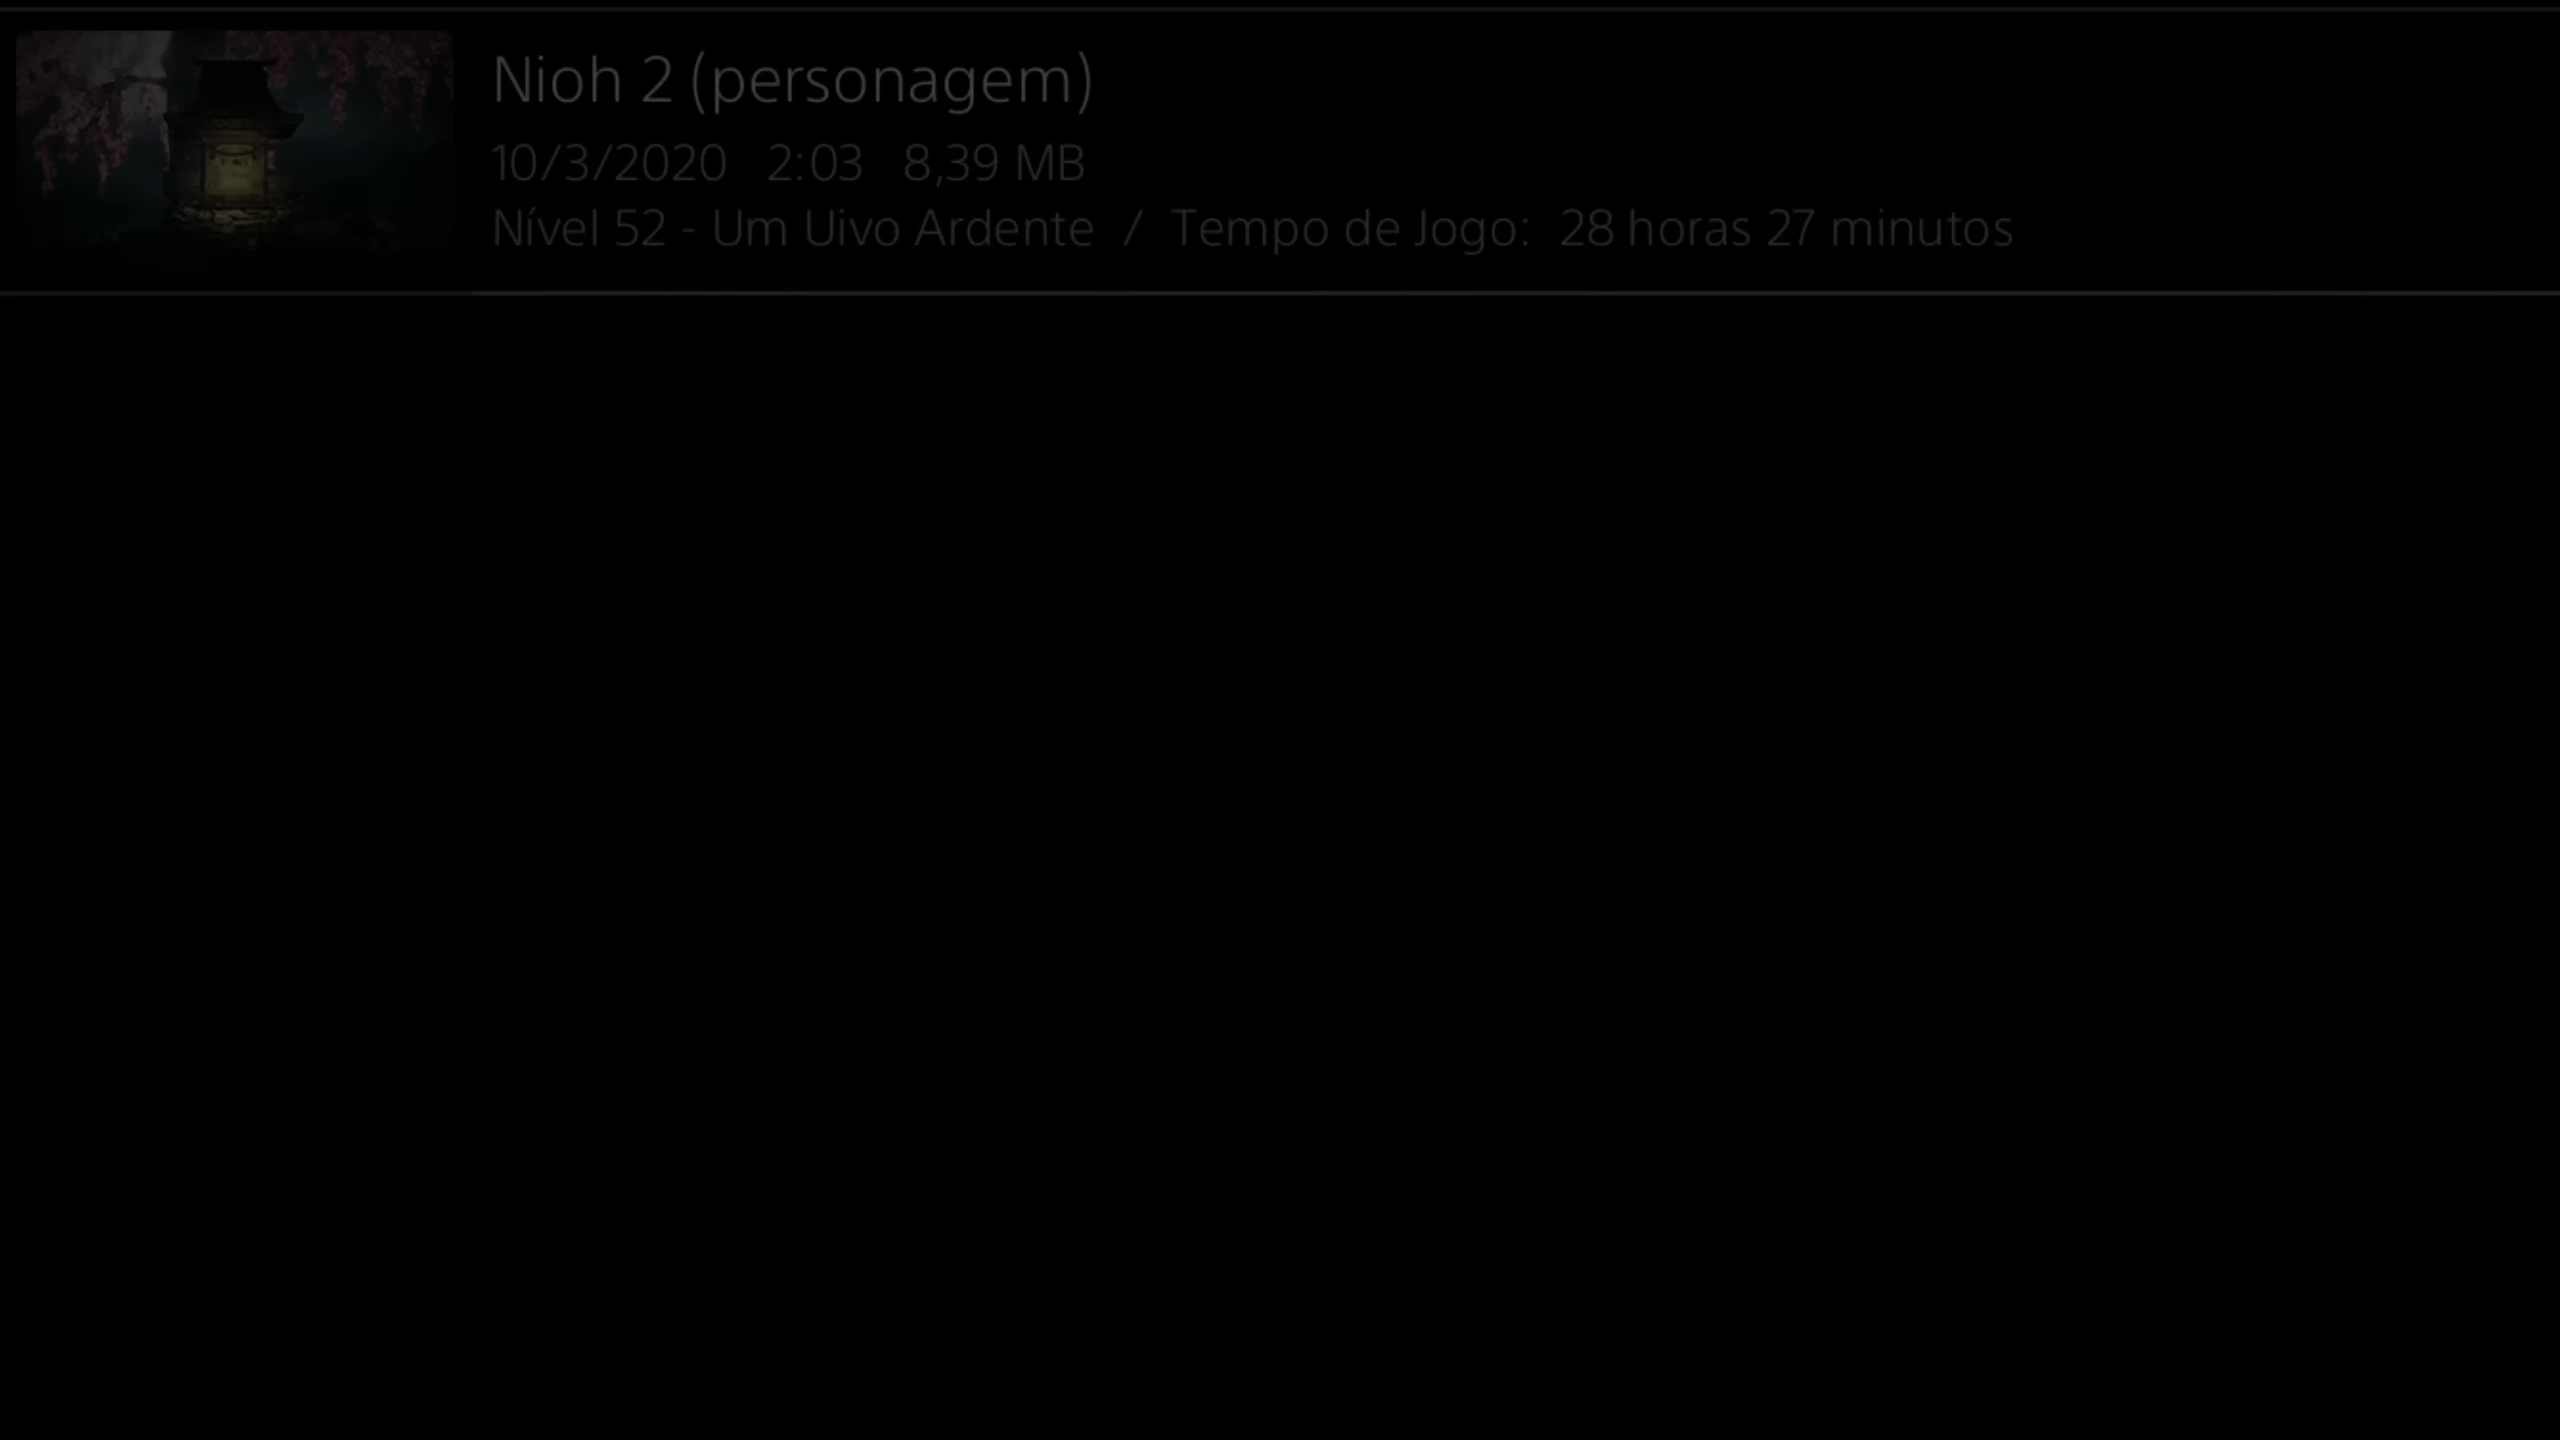 Nioh 2 (personagem)
10/3/2020 2:03 8,39 MB
Nível 52 - Um Uivo Ardente / Tempo de Jogo: 28 horas 27 minutos